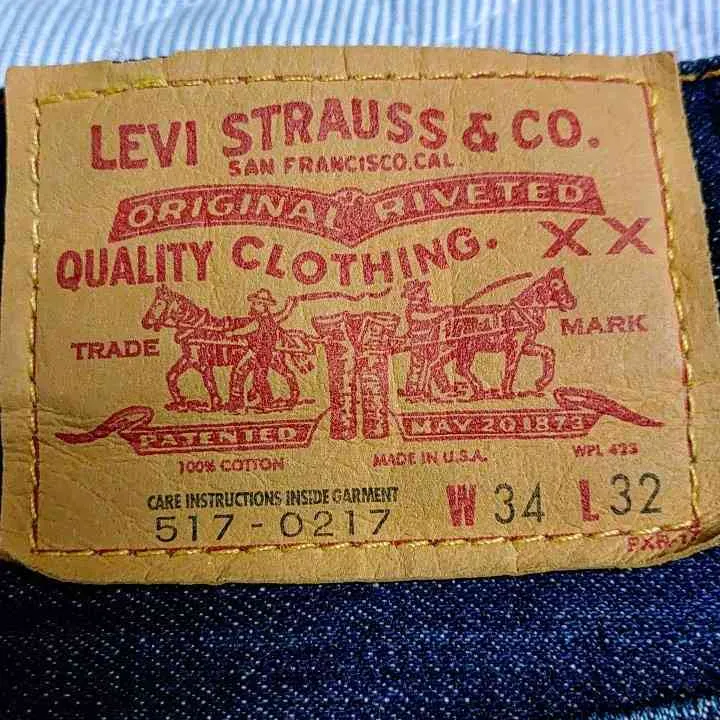 LEVI STRAUSS & CO.
SAN FRANCISCO, CAL.
ORIGINAL RIVETED
QUALITY CLOTHING. XX
TRADE MARK
PATENTED MAY 20 1873
100% COTTON MADE IN U.S.A. WPL 423
CARE INSTRUCTIONS INSIDE GARMENT
517-0217 W 34 L 32